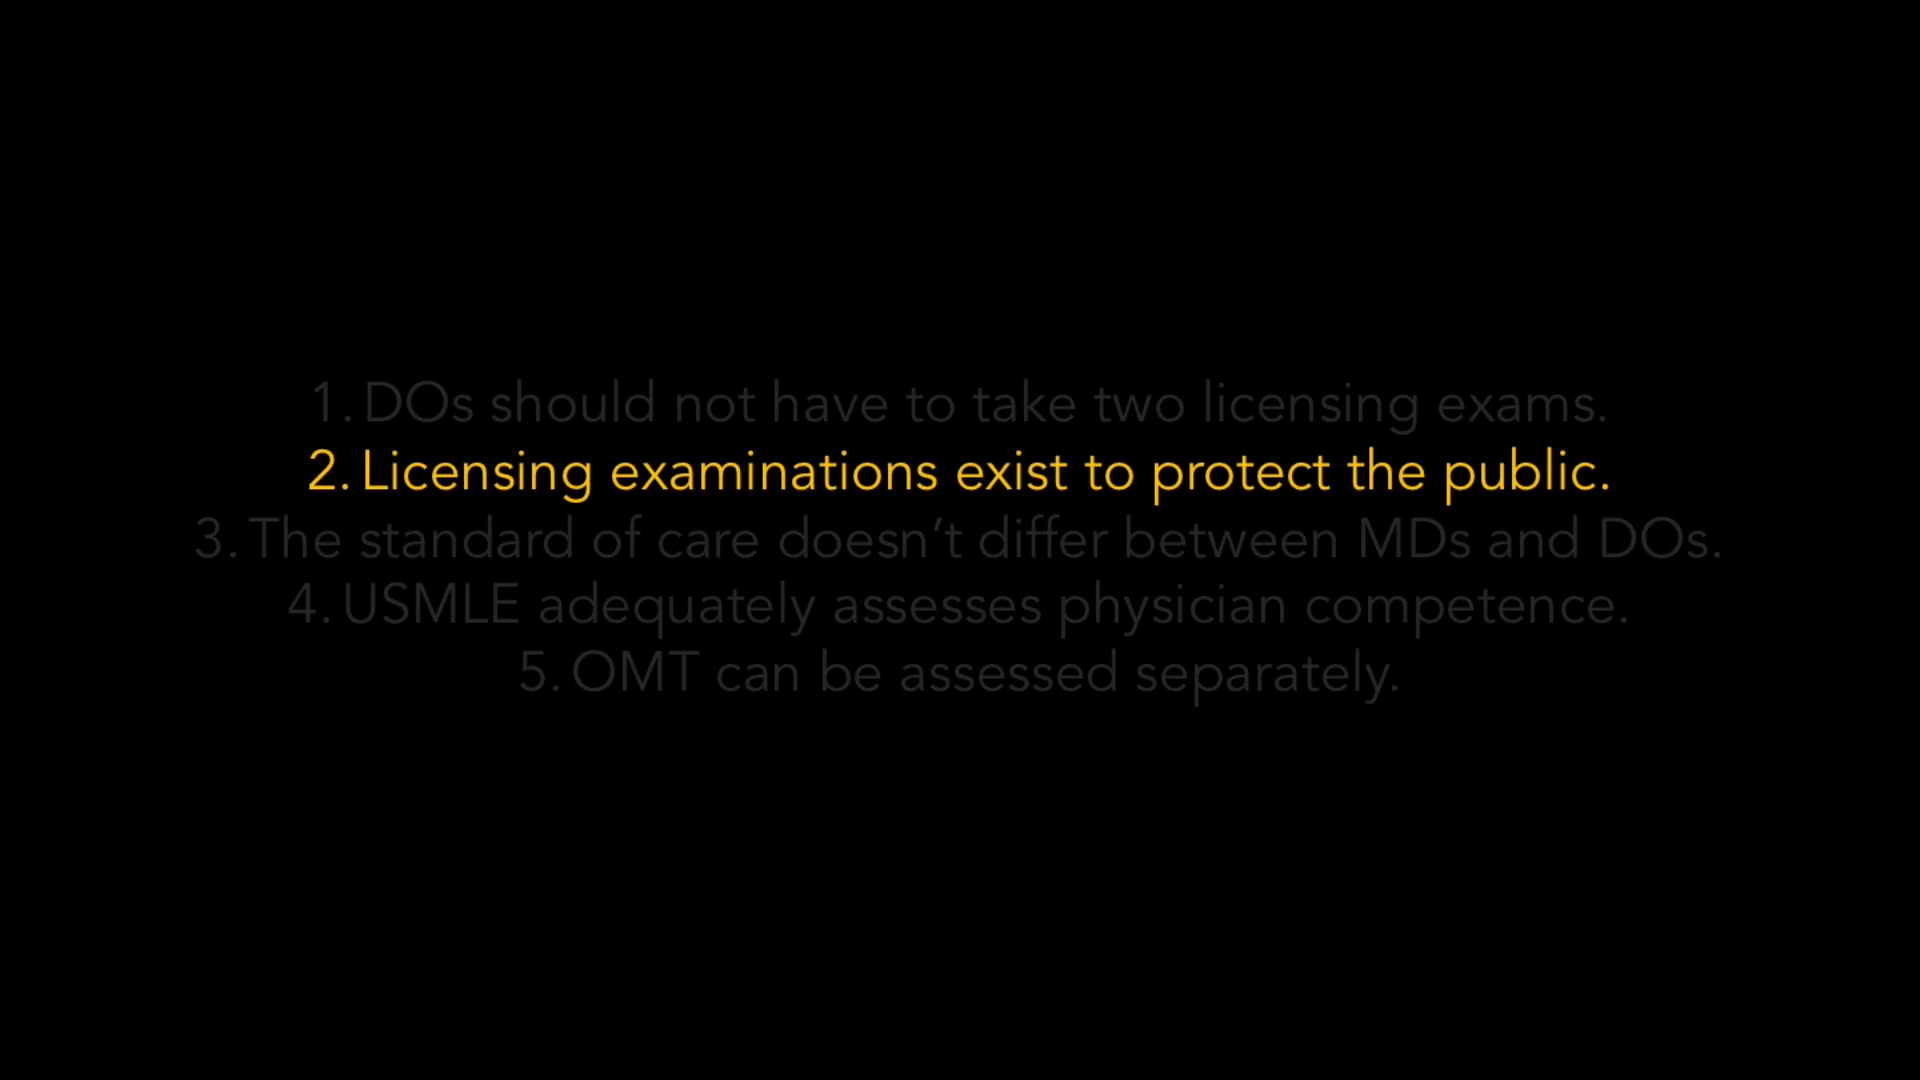 1. DOs should not have to take two licensing exams.
2. Licensing examinations exist to protect the public.
3. The standard of care doesn’t differ between MDs and DOs.
4. USMLE adequately assesses physician competence.
5. OMT can be assessed separately.